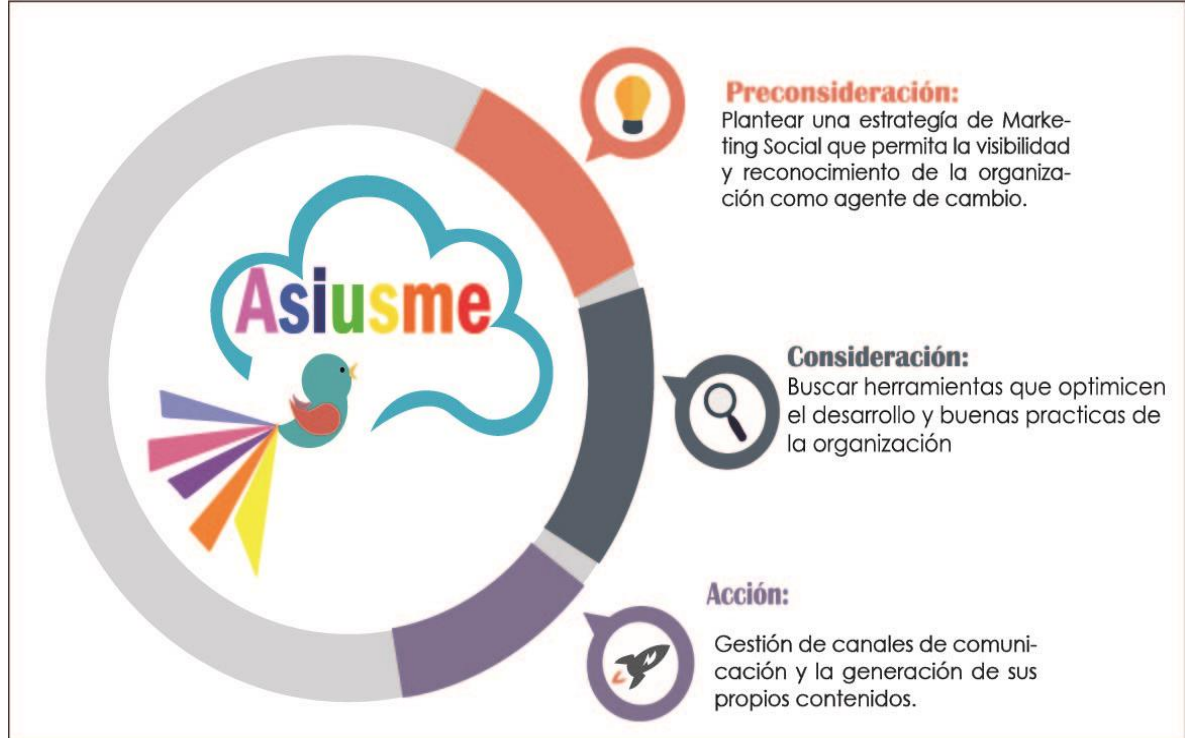 Asiusme
Preconsideración:
Plantear una estrategía de Marke-
ting Social que permita la visibilidad
y reconocimiento de la organiza-
ción como agente de cambio.
Consideración:
Buscar herramientas que optimicen
el desarrollo y buenas practicas de
la organización
Acción:
Gestión de canales de comuni-
cación y la generación de sus
propios contenidos.